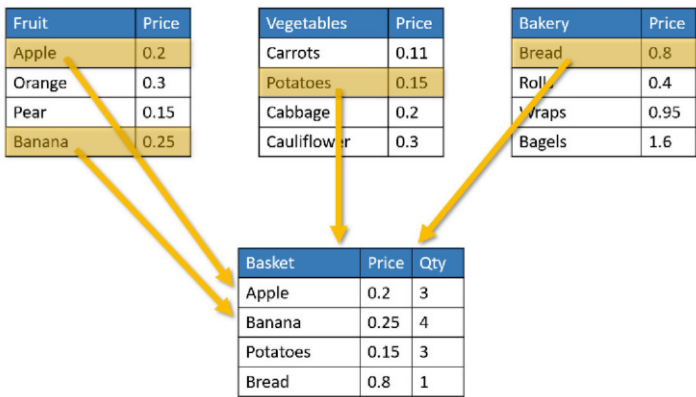 Fruit Price
Apple 0.2
Orange 0.3
Pear 0.15
Banana 0.25
Vegetables Price
Carrots 0.11
Potatoes 0.15
Cabbage 0.2
Cauliflower 0.3
Bakery Price
Bread 0.8
Rolls 0.4
Wraps 0.95
Bagels 1.6
Basket Price Qty
Apple 0.2 3
Banana 0.25 4
Potatoes 0.15 3
Bread 0.8 1